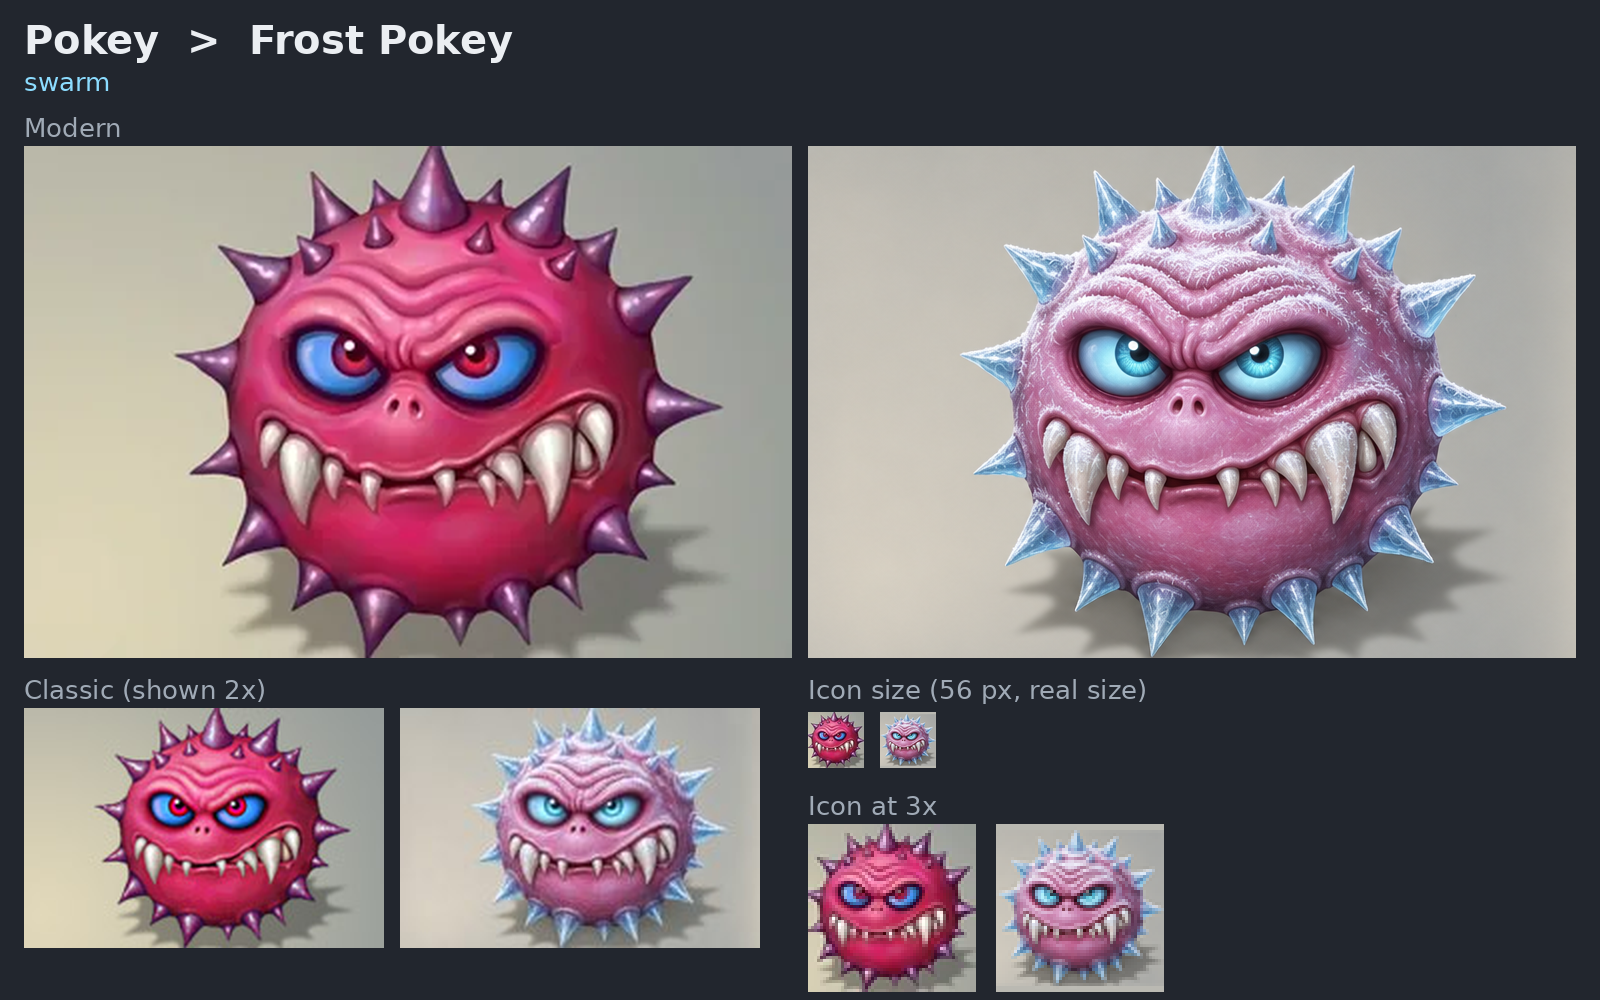 Pokey > Frost Pokey
swarm
Modern
Classic (shown 2x)
Icon size (56 px, real size)
Icon at 3x